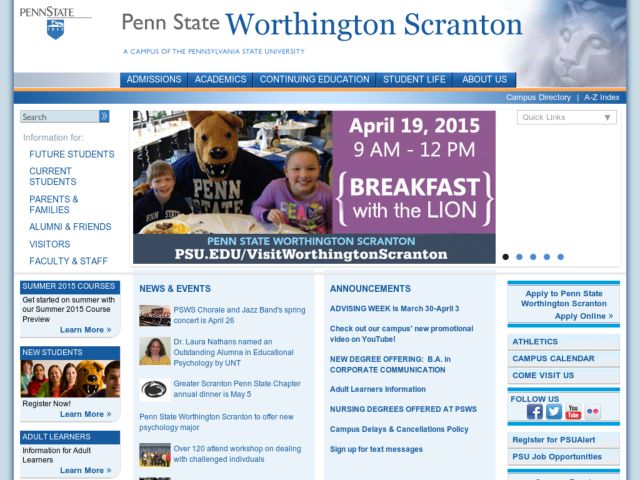 PENNSTATE
1855
Penn State Worthington Scranton
A CAMPUS OF THE PENNSYLVANIA STATE UNIVERSITY
ADMISSIONS
ACADEMICS
CONTINUING EDUCATION
STUDENT LIFE
ABOUT US
Campus Directory | A-Z Index
Search
Quick Links
Information for:
FUTURE STUDENTS
CURRENT
STUDENTS
PARENTS &
FAMILIES
ALUMNI & FRIENDS
VISITORS
FACULTY & STAFF
April 19, 2015
9 AM - 12 PM
{BREAKFAST}
with the LION
PENN
STATE
PENN STATE WORTHINGTON SCRANTON
PSU.EDU/VisitWorthingtonScranton
SUMMER 2015 COURSES
Get started on summer with
our Summer 2015 Course
Preview
Learn More »
NEW STUDENTS
Register Now!
Learn More »
ADULT LEARNERS
Information for Adult
Learners
Learn More »
NEWS & EVENTS
PSWS Chorale and Jazz Band's spring
concert is April 26
Dr. Laura Nathans named an
Outstanding Alumna in Educational
Psychology by UNT
Greater Scranton Penn State Chapter
annual dinner is May 5
Penn State Worthington Scranton to offer new
psychology major
Over 120 attend workshop on dealing
with challenged indivduals
ANNOUNCEMENTS
ADVISING WEEK is March 30-April 3
Check out our campus' new promotional
video on YouTube!
NEW DEGREE OFFERING: B.A. in
CORPORATE COMMUNICATION
Adult Learners Information
NURSING DEGREES OFFERED AT PSWS
Campus Delays & Cancellations Policy
Sign up for text messages
Apply to Penn State
Worthington Scranton
Apply Online »
ATHLETICS
CAMPUS CALENDAR
COME VISIT US
FOLLOW US
You
Tube
Register for PSUAlert
PSU Job Opportunities